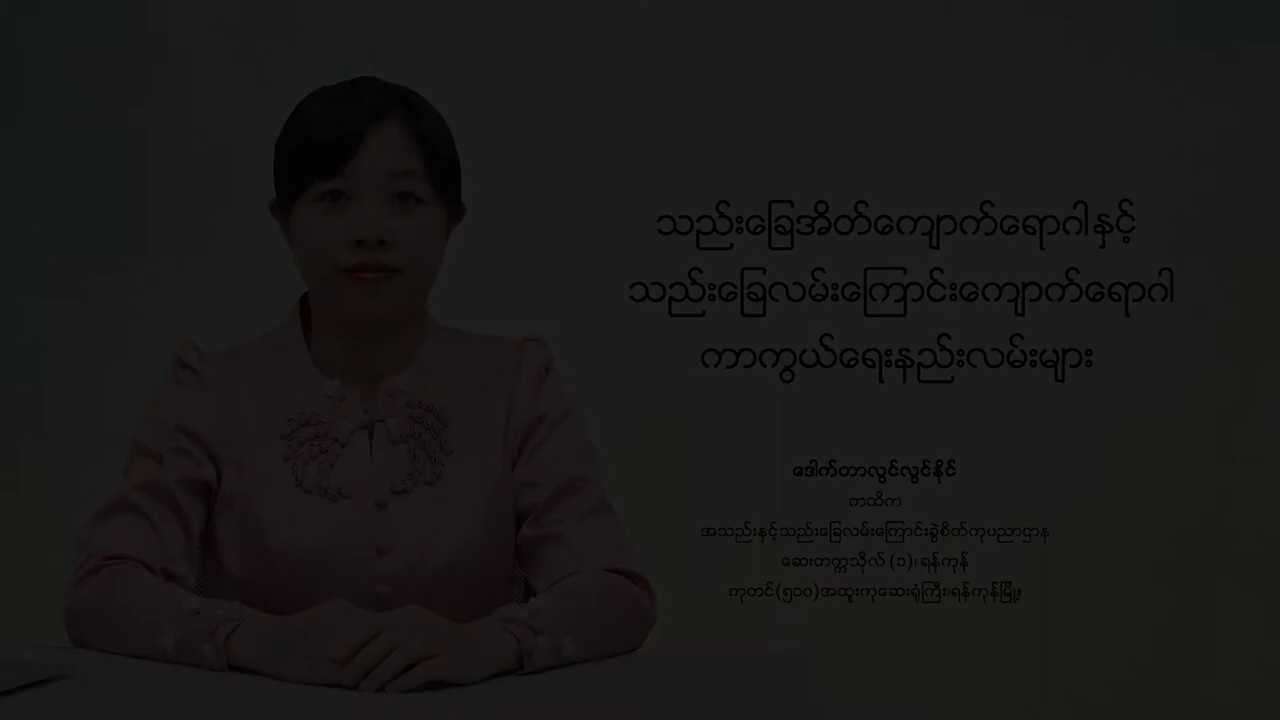 သည်းခြေအိတ်ကျောက်ရောဂါနှင့်
သည်းခြေလမ်းကြောင်းကျောက်ရောဂါ
ကာကွယ်ရေးနည်းလမ်းများ
ဒေါက်တာလွင်လွင်နိုင်
ကထိက
အသည်းနှင့်သည်းခြေလမ်းကြောင်းခွဲစိတ်ကုပညာဌာန
ဆေးတက္ကသိုလ် (၁)၊ ရန်ကုန်
ကုတင်(၅၀၀)အထူးကုဆေးရုံကြီး၊ရန်ကုန်မြို့။